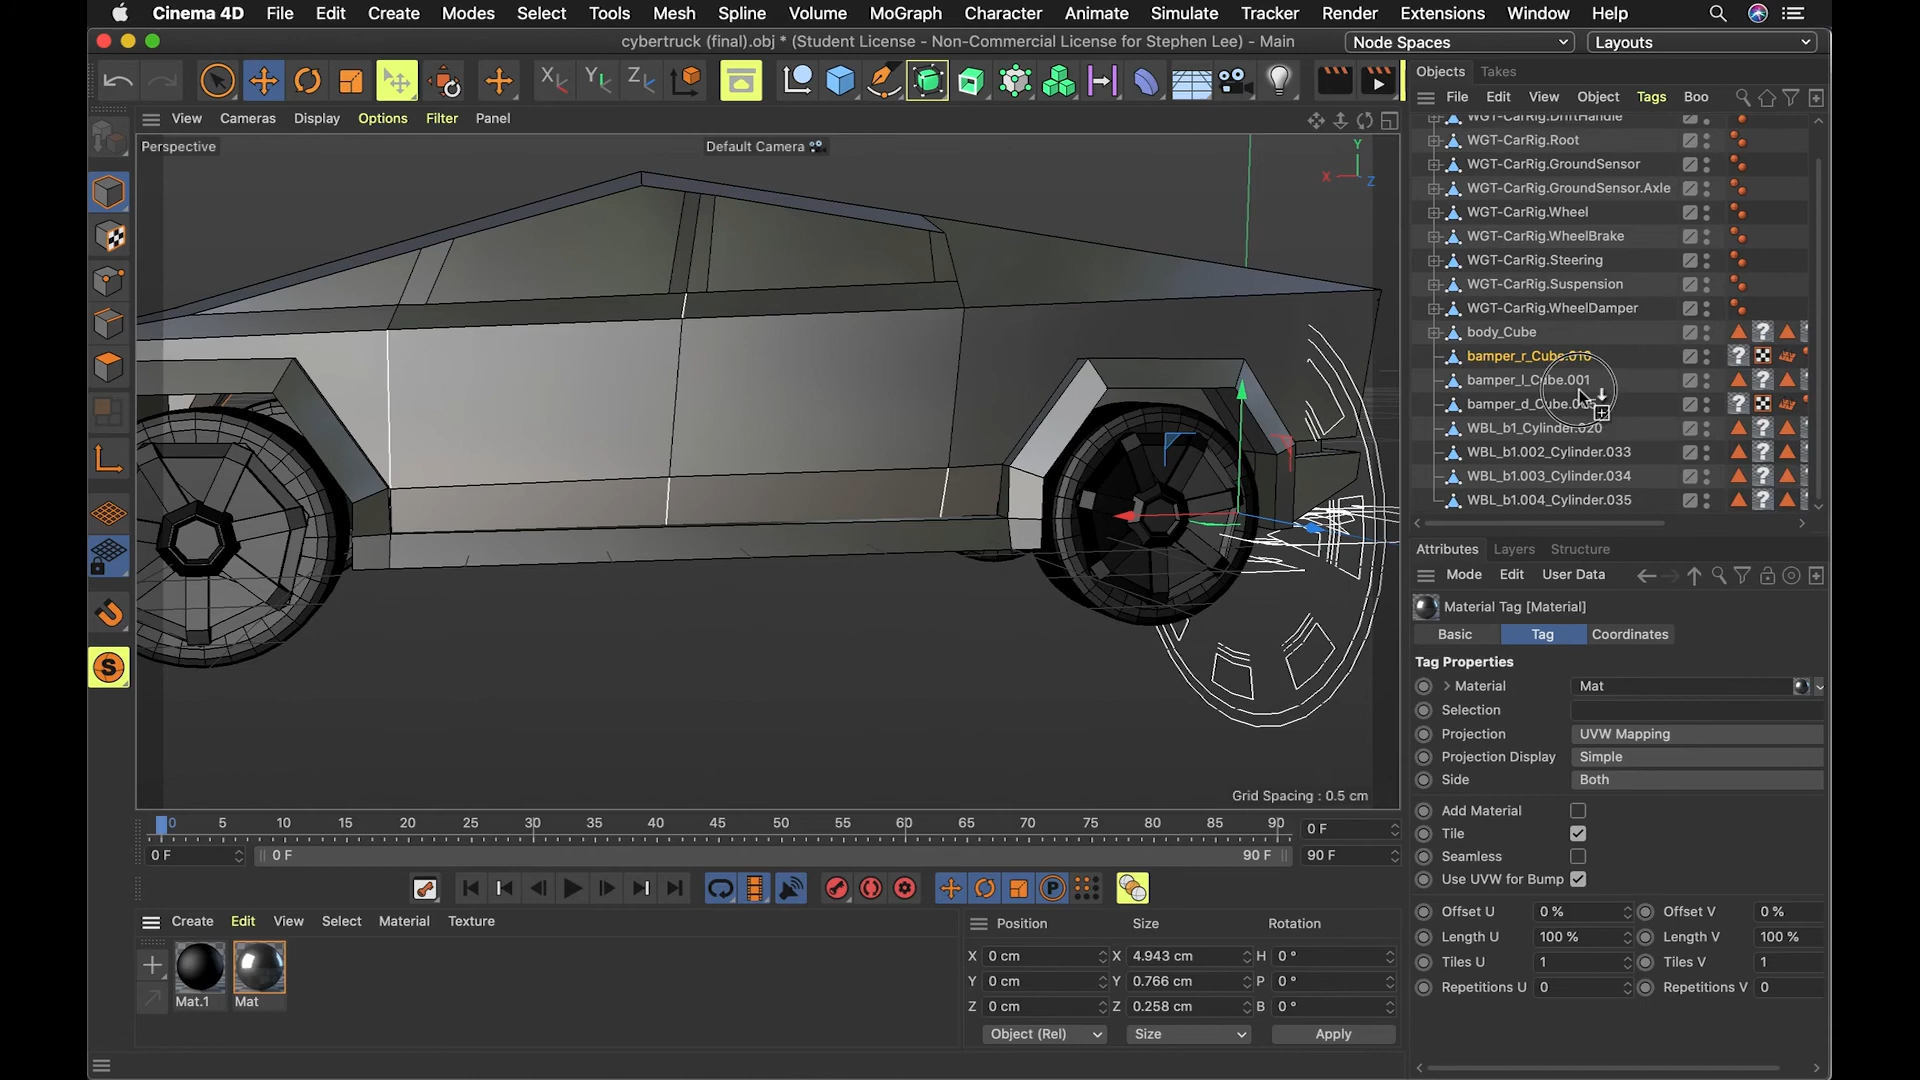 Cinema 4D File Edit Create Modes Select Tools Mesh Spline Volume MoGraph Character Animate Simulate Tracker Render Extensions Window Help
cybertruck (final).obj * (Student License - Non-Commercial License for Stephen Lee) - Main
Node Spaces
Layouts
Objects Takes
File Edit View Object Tags Boo
View Cameras Display Options Filter Panel
Perspective
Default Camera
Y
X
Z
WGT-CarRig.DriftHandle
WGT-CarRig.Root
WGT-CarRig.GroundSensor
WGT-CarRig.GroundSensor.Axle
WGT-CarRig.Wheel
WGT-CarRig.WheelBrake
WGT-CarRig.Steering
WGT-CarRig.Suspension
WGT-CarRig.WheelDamper
body_Cube
bamper_r_Cube.010
bamper_l_Cube.001
WBL_b1_Cylinder.020
WBL_b1.002_Cylinder.033
WBL_b1.003_Cylinder.034
WBL_b1.004_Cylinder.035
Attributes Layers Structure
Mode Edit User Data
Material Tag [Material]
Basic Tag Coordinates
Tag Properties
Material Mat
Selection
Projection UVW Mapping
Projection Display Simple
Side Both
Add Material
Tile
Seamless
Use UVW for Bump
Offset U 0 % Offset V 0 %
Length U 100 % Length V 100 %
Tiles U 1 Tiles V 1
Repetitions U 0 Repetitions V 0
Grid Spacing : 0.5 cm
0 5 10 15 20 25 30 35 40 45 50 55 60 65 70 75 80 85 90
0 F
0 F 0 F 90 F 90 F
Create Edit View Select Material Texture
Mat.1 Mat
Position Size Rotation
X 0 cm X 4.943 cm H 0 °
Y 0 cm Y 0.766 cm P 0 °
Z 0 cm Z 0.258 cm B 0 °
Object (Rel) Size Apply